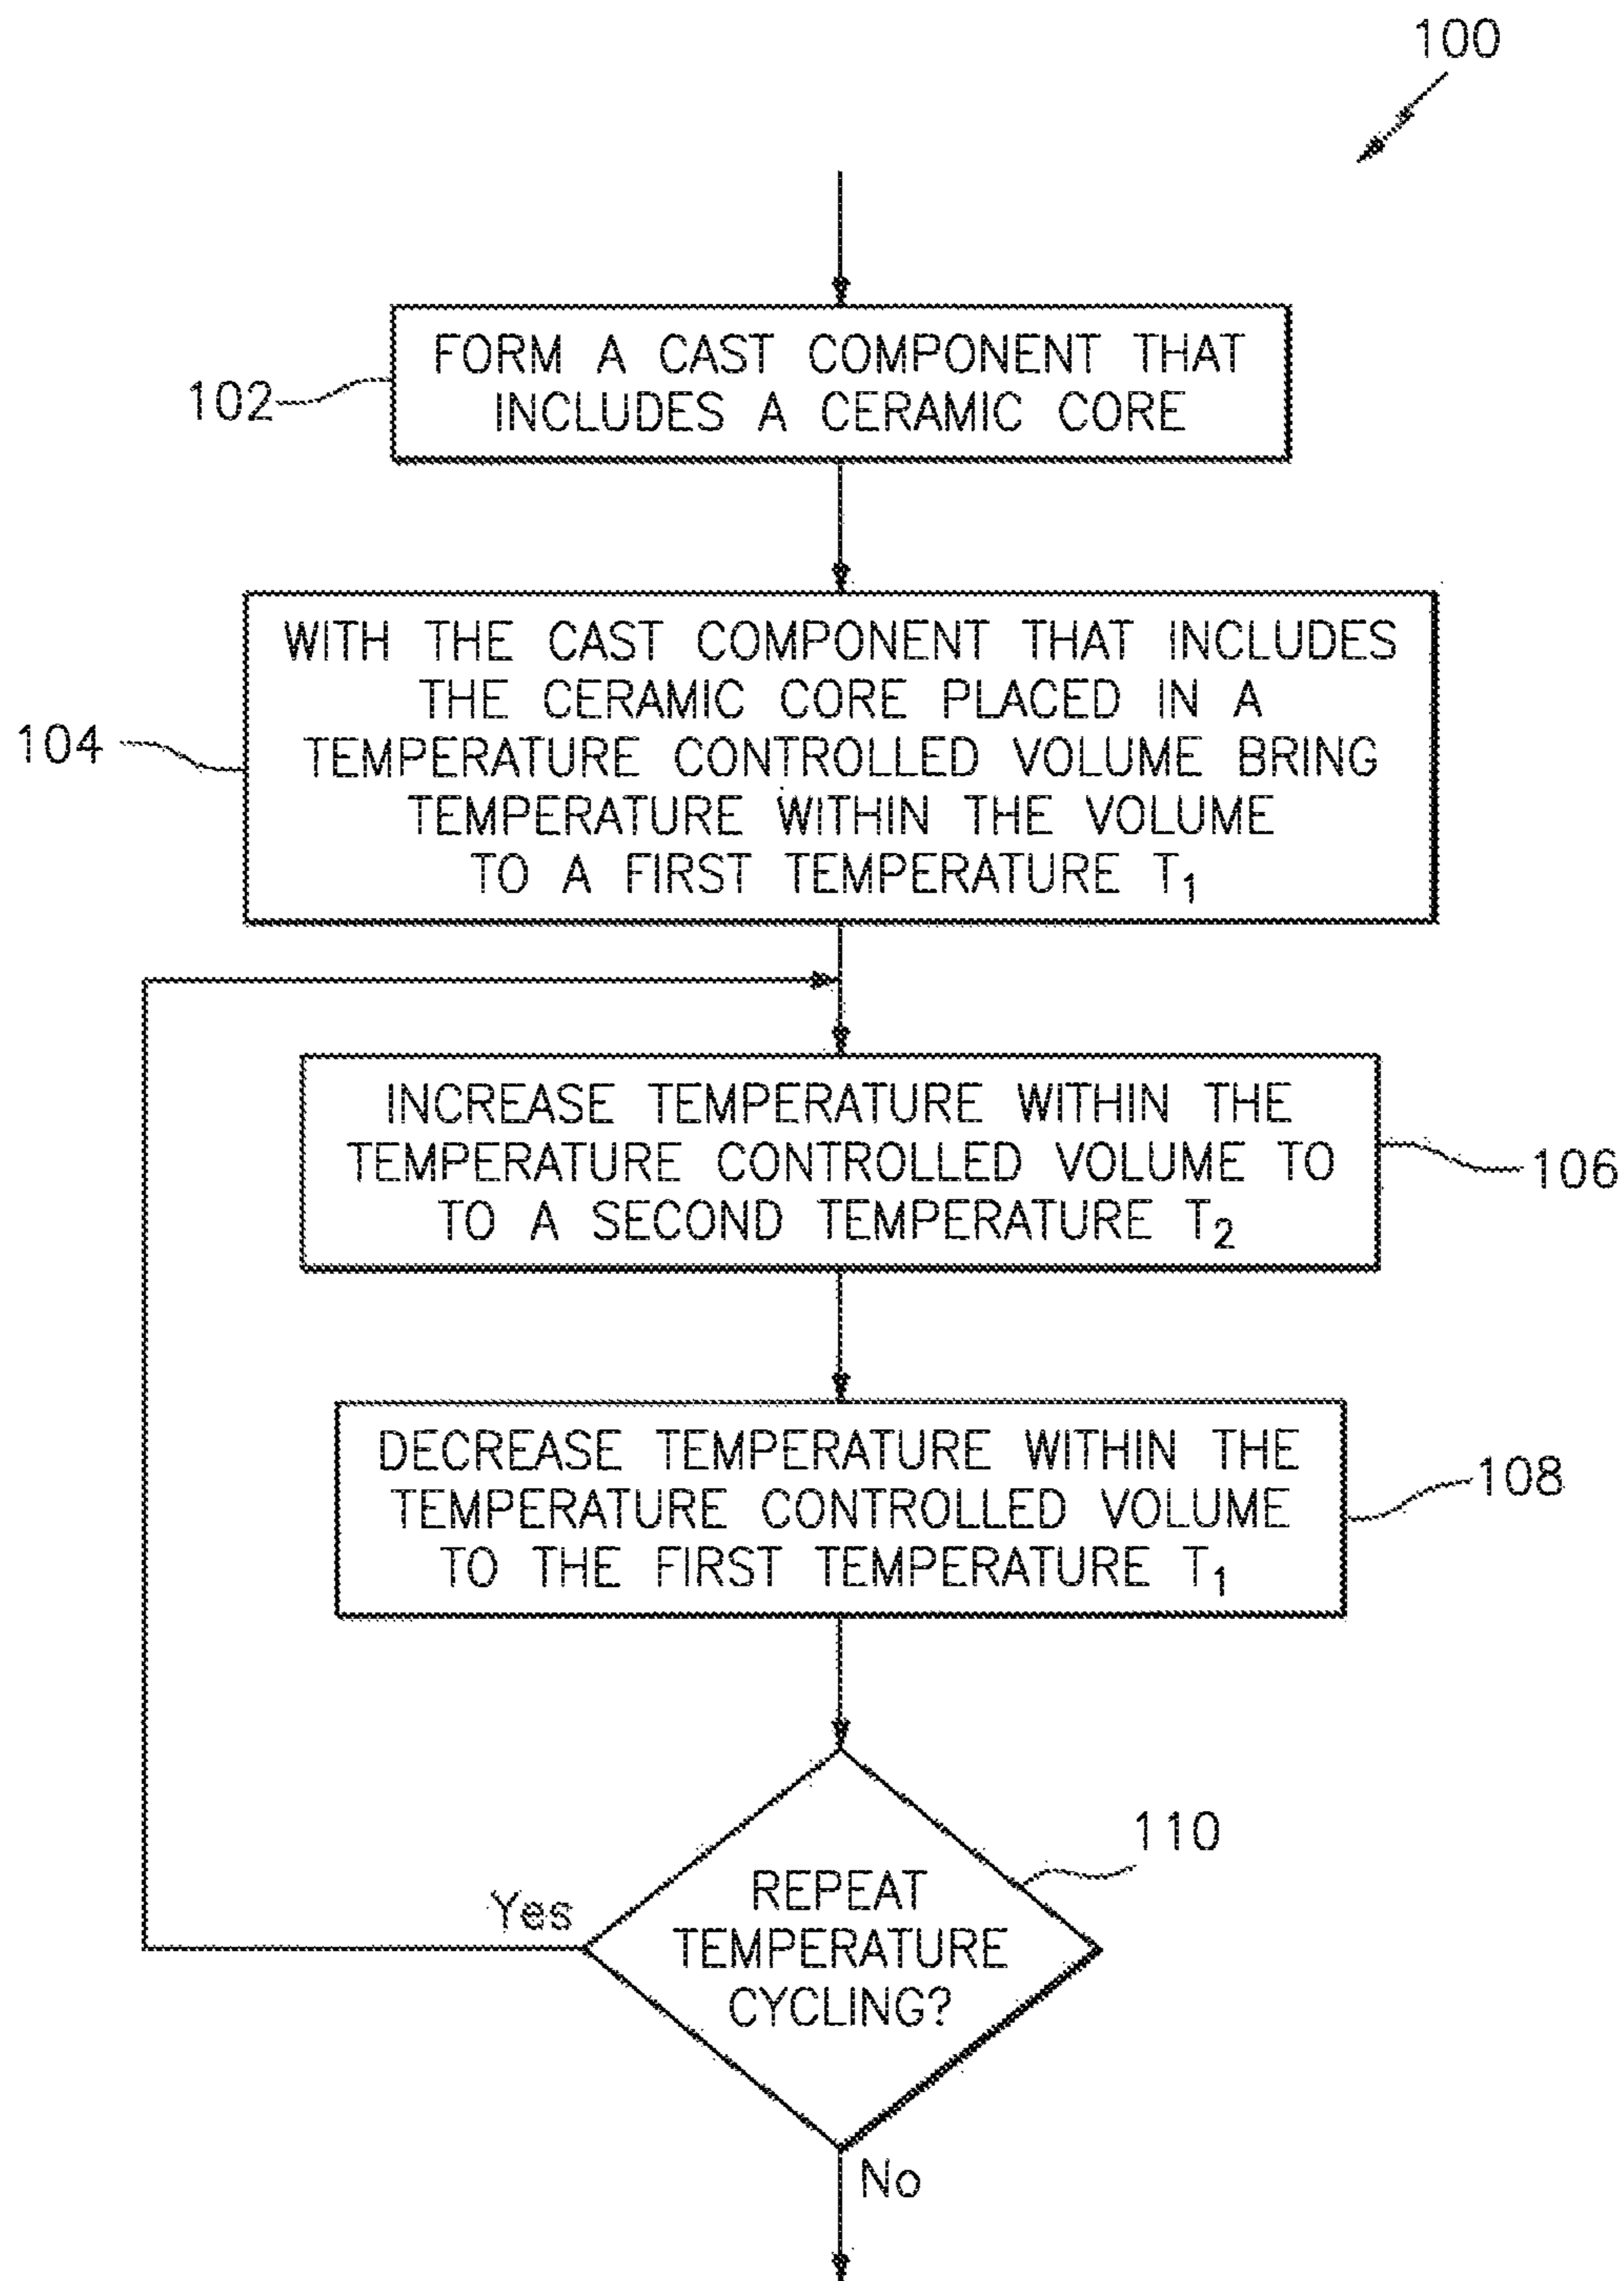 100
102
FORM A CAST COMPONENT THAT
INCLUDES A CERAMIC CORE
104
WITH THE CAST COMPONENT THAT INCLUDES
THE CERAMIC CORE PLACED IN A
TEMPERATURE CONTROLLED VOLUME BRING
TEMPERATURE WITHIN THE VOLUME
TO A FIRST TEMPERATURE T₁
INCREASE TEMPERATURE WITHIN THE
TEMPERATURE CONTROLLED VOLUME TO
TO A SECOND TEMPERATURE T₂
106
DECREASE TEMPERATURE WITHIN THE
TEMPERATURE CONTROLLED VOLUME
TO THE FIRST TEMPERATURE T₁
108
110
REPEAT
TEMPERATURE
CYCLING?
Yes
No